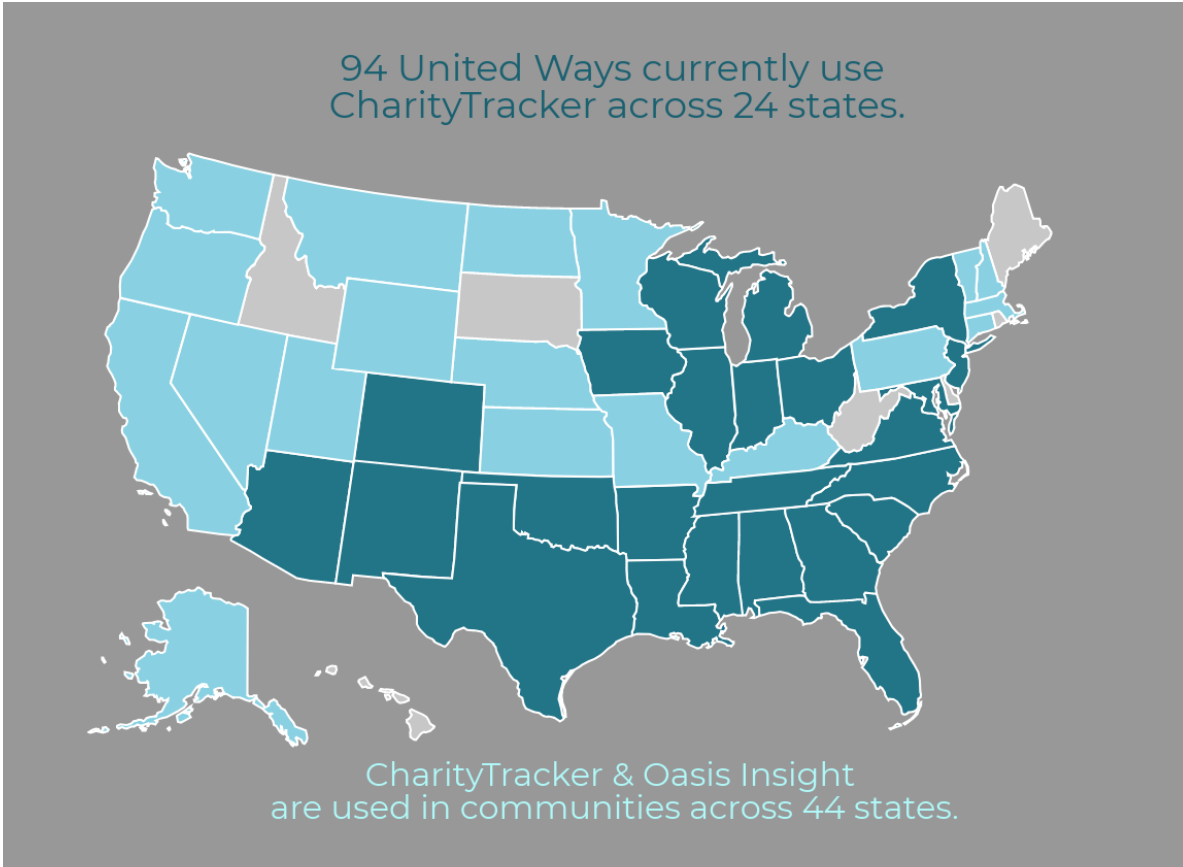 94 United Ways currently use
CharityTracker across 24 states.
CharityTracker & Oasis Insight
are used in communities across 44 states.